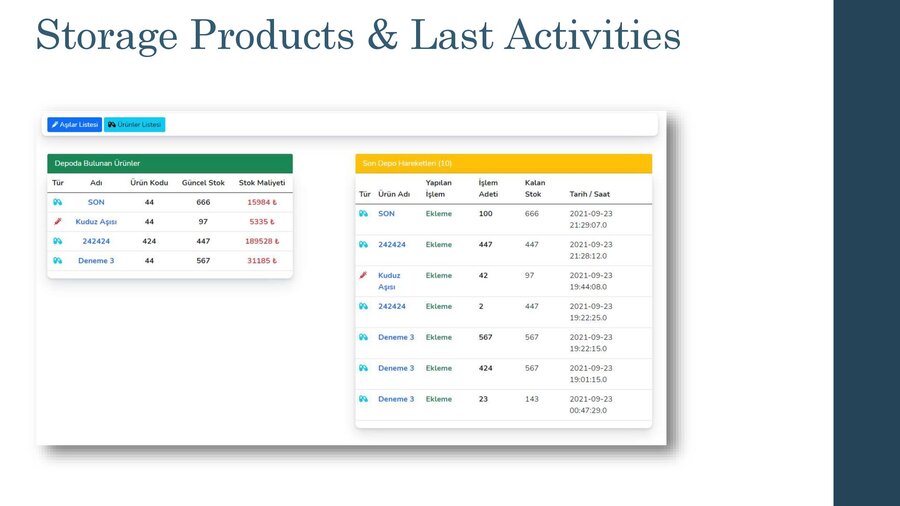 Storage Products & Last Activities
Aşılar Listesi Ürünler Listesi
Depoda Bulunan Ürünler
Tür Adı Ürün Kodu Güncel Stok Stok Maliyeti
SON 44 666 15984 ₺
Kuduz Aşısı 44 97 5335 ₺
242424 424 447 189528 ₺
Deneme 3 44 567 31185 ₺
Son Depo Hareketleri (10)
Tür Ürün Adı Yapılan İşlem İşlem Adeti Kalan Stok Tarih / Saat
SON Ekleme 100 666 2021-09-23
21:29:07.0
242424 Ekleme 447 447 2021-09-23
21:28:12.0
Kuduz Ekleme 42 97 2021-09-23
Aşısı 19:44:08.0
242424 Ekleme 2 447 2021-09-23
19:22:25.0
Deneme 3 Ekleme 567 567 2021-09-23
19:22:15.0
Deneme 3 Ekleme 424 567 2021-09-23
19:01:15.0
Deneme 3 Ekleme 23 143 2021-09-23
00:47:29.0